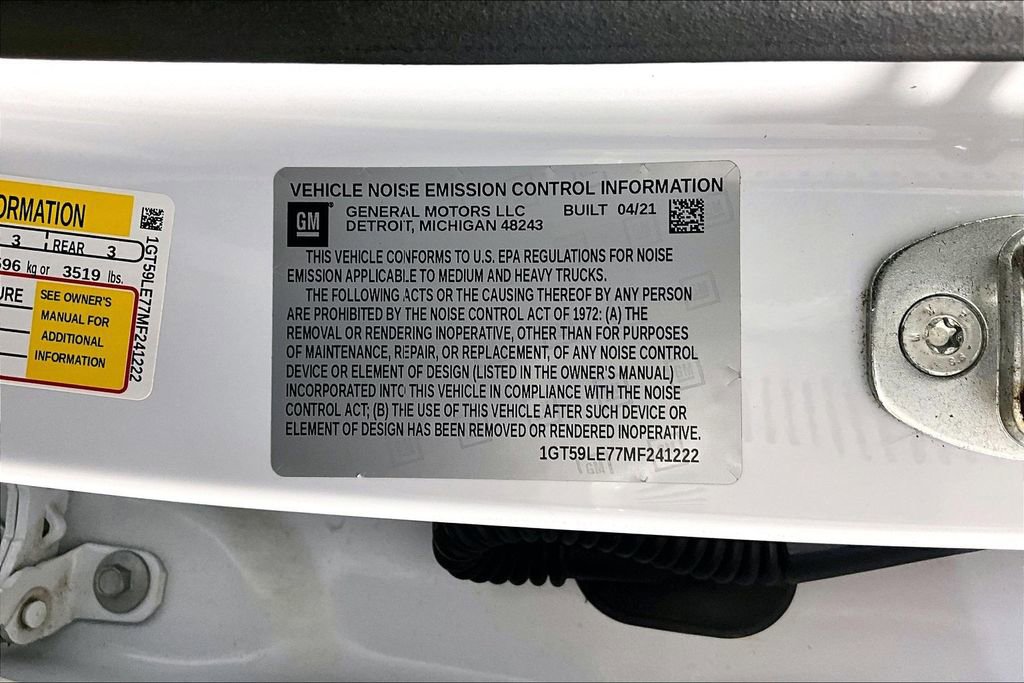 ORMATION
3 REAR 3
596 kg or 3519 lbs.
SEE OWNER'S
MANUAL FOR
ADDITIONAL
INFORMATION
URE
1GT59LE77MF241222
VEHICLE NOISE EMISSION CONTROL INFORMATION
GM
GENERAL MOTORS LLC BUILT 04/21
DETROIT, MICHIGAN 48243
THIS VEHICLE CONFORMS TO U.S. EPA REGULATIONS FOR NOISE
EMISSION APPLICABLE TO MEDIUM AND HEAVY TRUCKS.
THE FOLLOWING ACTS OR THE CAUSING THEREOF BY ANY PERSON
ARE PROHIBITED BY THE NOISE CONTROL ACT OF 1972: (A) THE
REMOVAL OR RENDERING INOPERATIVE, OTHER THAN FOR PURPOSES
OF MAINTENANCE, REPAIR, OR REPLACEMENT, OF ANY NOISE CONTROL
DEVICE OR ELEMENT OF DESIGN (LISTED IN THE OWNER'S MANUAL)
INCORPORATED INTO THIS VEHICLE IN COMPLIANCE WITH THE NOISE
CONTROL ACT; (B) THE USE OF THIS VEHICLE AFTER SUCH DEVICE OR
ELEMENT OF DESIGN HAS BEEN REMOVED OR RENDERED INOPERATIVE.
1GT59LE77MF241222